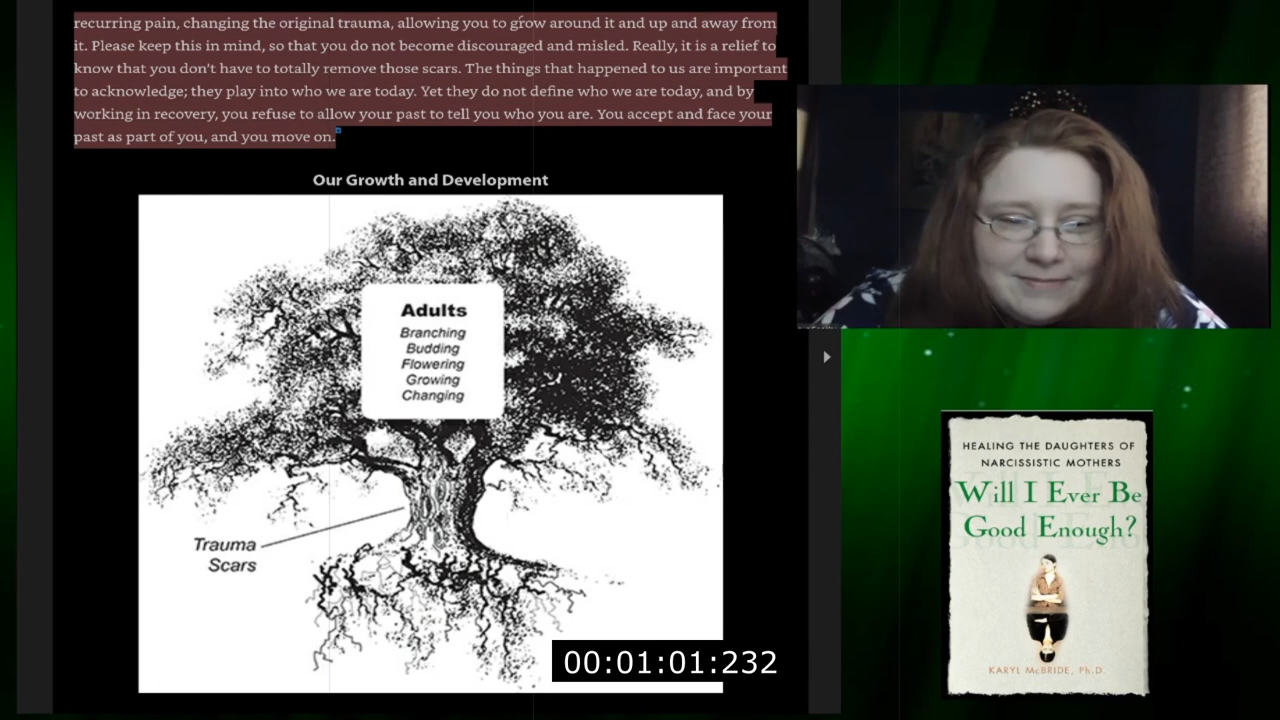 recurring pain, changing the original trauma, allowing you to grow around it and up and away from
it. Please keep this in mind, so that you do not become discouraged and misled. Really, it is a relief to
know that you don't have to totally remove those scars. The things that happened to us are important
to acknowledge; they play into who we are today. Yet they do not define who we are today, and by
working in recovery, you refuse to allow your past to tell you who you are. You accept and face your
past as part of you, and you move on.
Our Growth and Development
Adults
Branching
Budding
Flowering
Growing
Changing
Trauma
Scars
00:01:01:232
HEALING THE DAUGHTERS OF
NARCISSISTIC MOTHERS
Will I Ever Be
Good Enough?
KARYL McBRIDE, Ph.D.